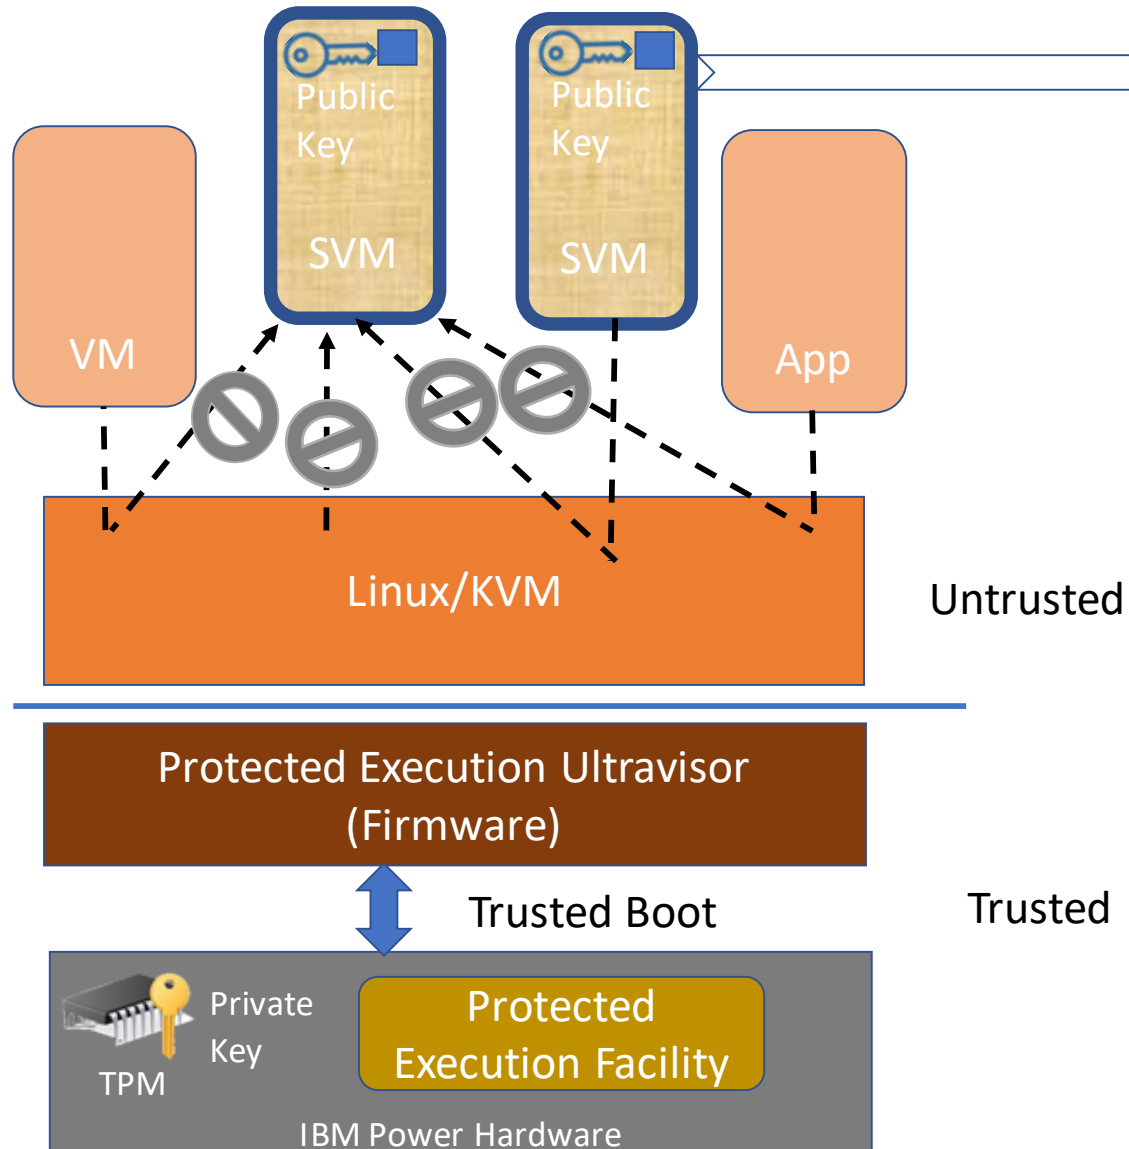 Public
Key
SVM
Public
Key
SVM
VM
App
Linux/KVM
Untrusted
Protected Execution Ultravisor
(Firmware)
Trusted Boot
Trusted
Private
Key
TPM
Protected
Execution Facility
IBM Power Hardware